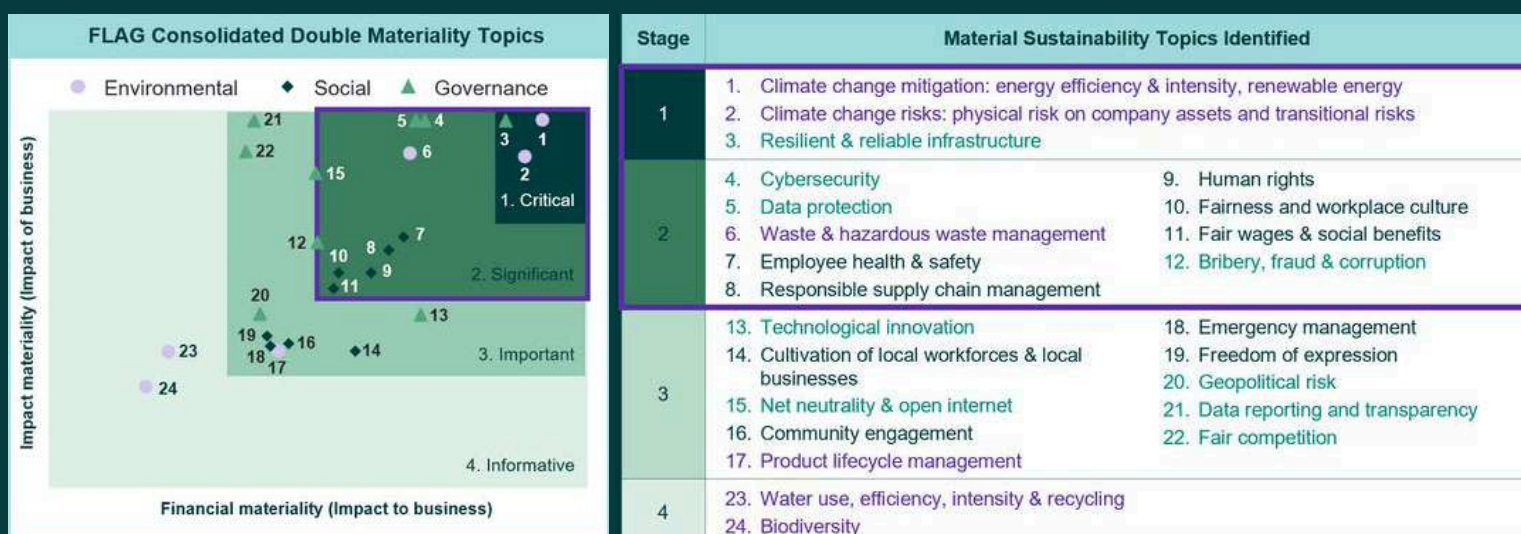 FLAG Consolidated Double Materiality Topics
Environmental Social Governance
21
5 4
3
1
22
6
15
2
1. Critical
7
12
8
10
9
2. Significant
11
20
13
19
16
23
18
14
3. Important
17
24
4. Informative
Impact materiality (Impact of business)
Financial materiality (Impact to business)
Stage Material Sustainability Topics Identified
1
1. Climate change mitigation: energy efficiency & intensity, renewable energy
2. Climate change risks: physical risk on company assets and transitional risks
3. Resilient & reliable infrastructure
2
4. Cybersecurity
5. Data protection
6. Waste & hazardous waste management
7. Employee health & safety
8. Responsible supply chain management
9. Human rights
10. Fairness and workplace culture
11. Fair wages & social benefits
12. Bribery, fraud & corruption
3
13. Technological innovation
14. Cultivation of local workforces & local
businesses
15. Net neutrality & open internet
16. Community engagement
17. Product lifecycle management
18. Emergency management
19. Freedom of expression
20. Geopolitical risk
21. Data reporting and transparency
22. Fair competition
4
23. Water use, efficiency, intensity & recycling
24. Biodiversity